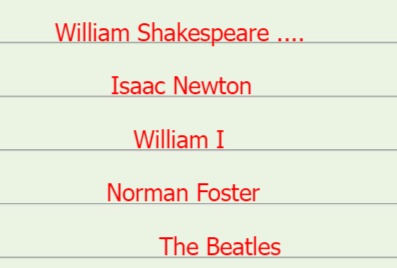 William Shakespeare ....
Isaac Newton
William I
Norman Foster
The Beatles